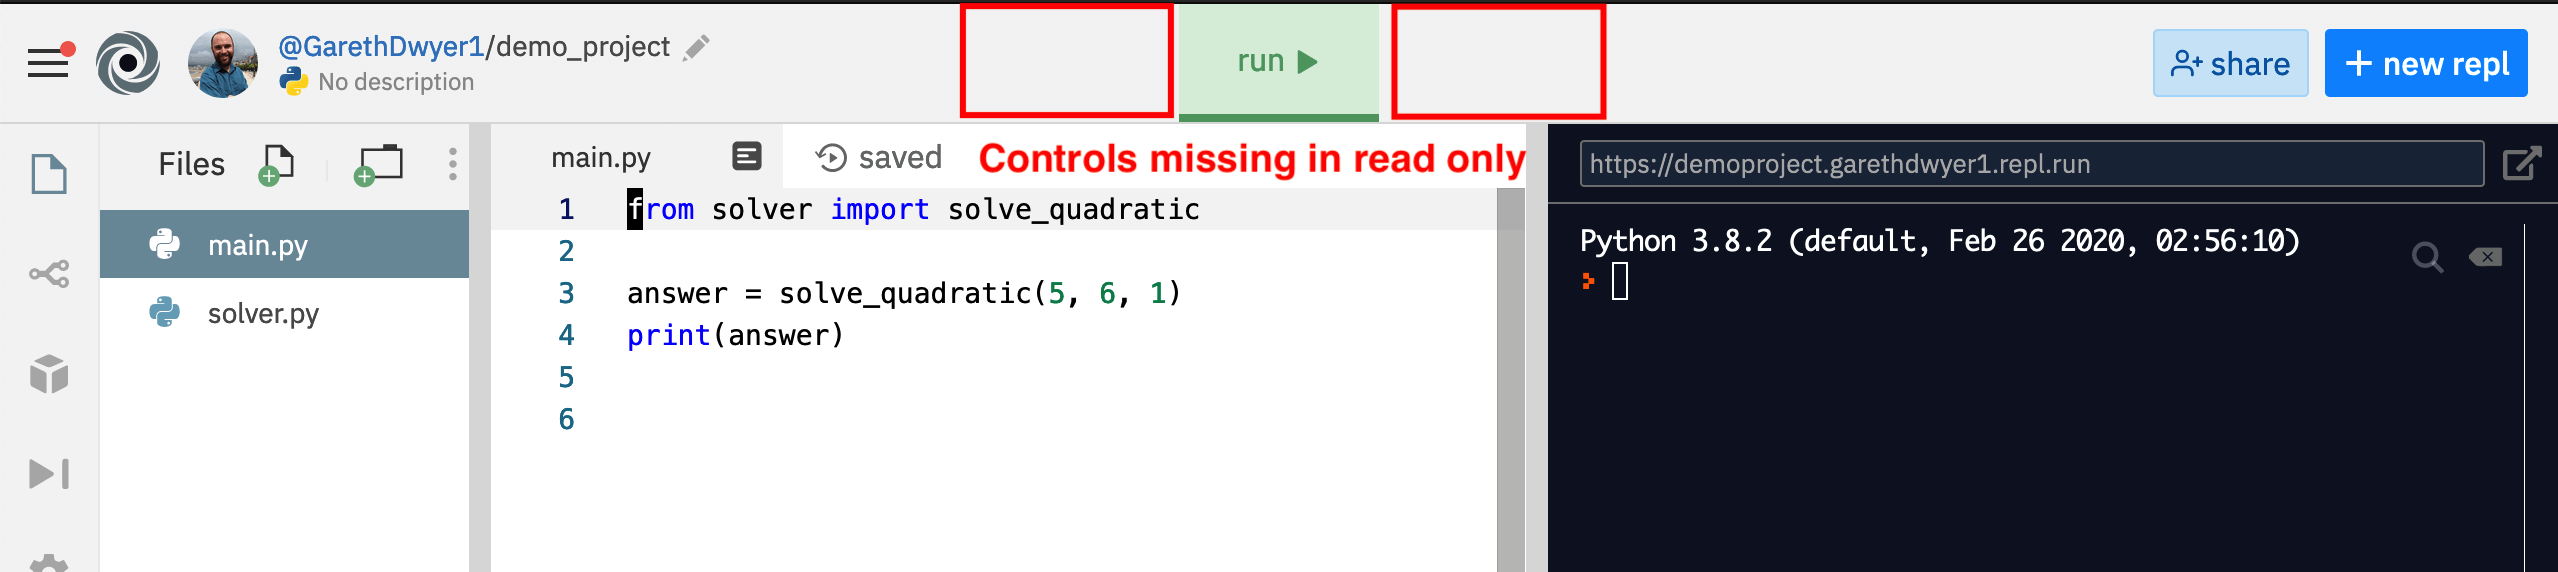 @GarethDwyer1/demo_project
No description
run
share
+ new repl
Files
main.py
solver.py
main.py
saved
Controls missing in read only
1 from solver import solve_quadratic
2
3 answer = solve_quadratic(5, 6, 1)
4 print(answer)
5
6
https://demoproject.garethdwyer1.repl.run
Python 3.8.2 (default, Feb 26 2020, 02:56:10)